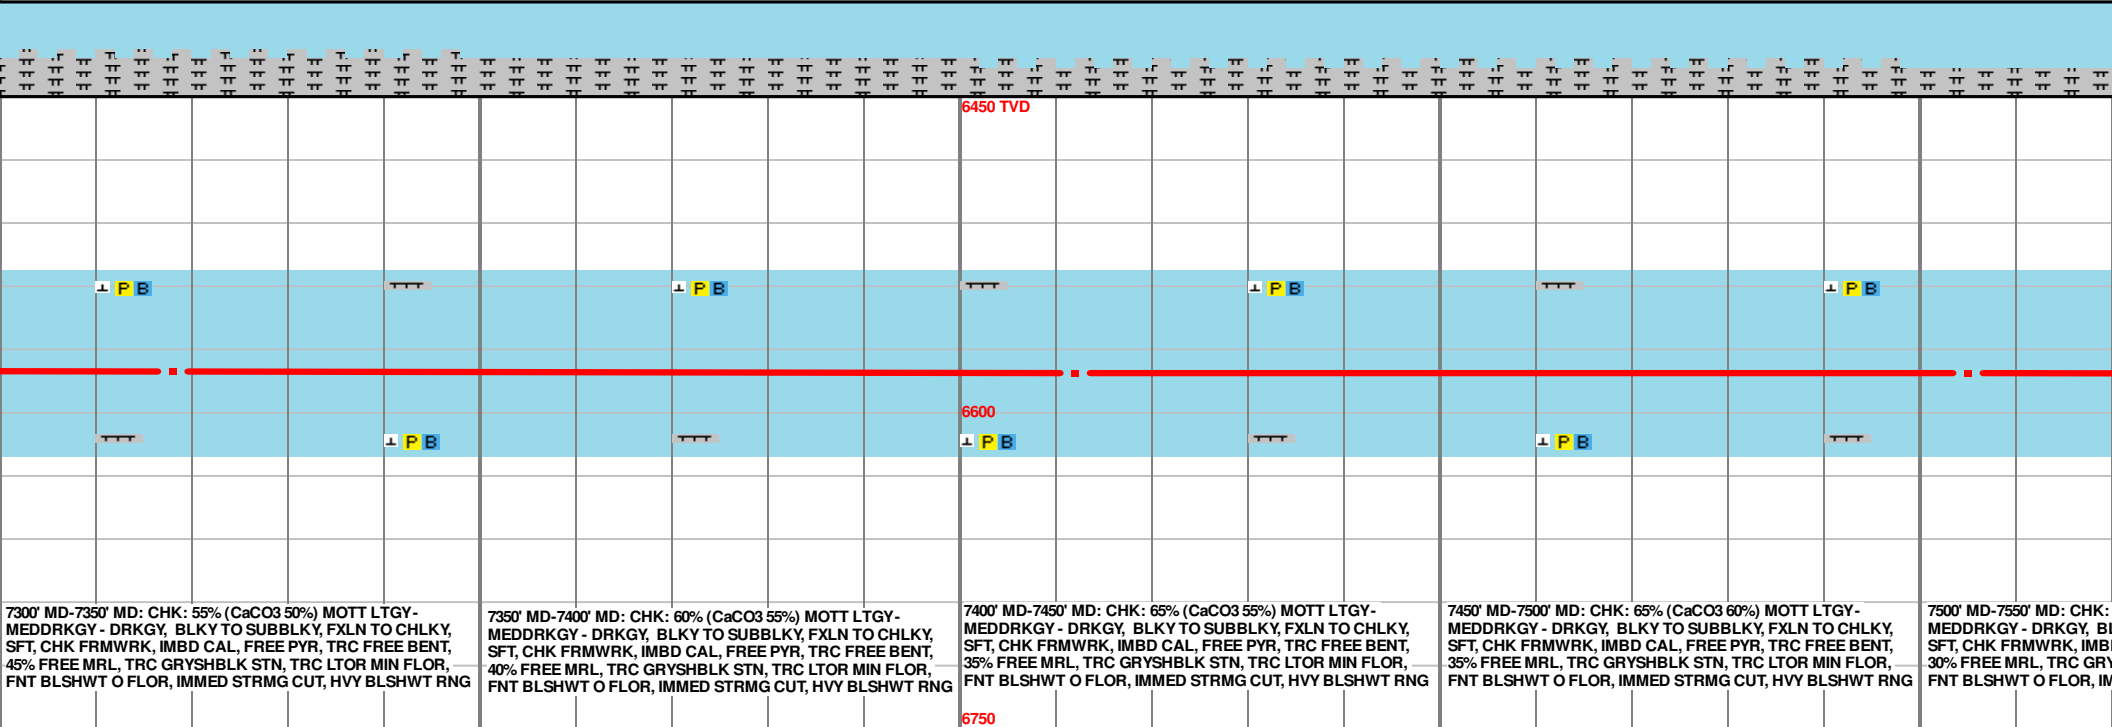 6450 TVD
⊥ P B
⊥ P B
⊥ P B
⊥ P B
6600
⊥ P B
⊥ P B
⊥ P B
7300' MD-7350' MD: CHK: 55% (CaCO3 50%) MOTT LTGY-
MEDDRKGY - DRKGY, BLKY TO SUBBLKY, FXLN TO CHLKY,
SFT, CHK FRMWRK, IMBD CAL, FREE PYR, TRC FREE BENT,
45% FREE MRL, TRC GRYSHBLK STN, TRC LTOR MIN FLOR,
FNT BLSHWT O FLOR, IMMED STRMG CUT, HVY BLSHWT RNG
7350' MD-7400' MD: CHK: 60% (CaCO3 55%) MOTT LTGY-
MEDDRKGY - DRKGY, BLKY TO SUBBLKY, FXLN TO CHLKY,
SFT, CHK FRMWRK, IMBD CAL, FREE PYR, TRC FREE BENT,
40% FREE MRL, TRC GRYSHBLK STN, TRC LTOR MIN FLOR,
FNT BLSHWT O FLOR, IMMED STRMG CUT, HVY BLSHWT RNG
7400' MD-7450' MD: CHK: 65% (CaCO3 55%) MOTT LTGY-
MEDDRKGY - DRKGY, BLKY TO SUBBLKY, FXLN TO CHLKY,
SFT, CHK FRMWRK, IMBD CAL, FREE PYR, TRC FREE BENT,
35% FREE MRL, TRC GRYSHBLK STN, TRC LTOR MIN FLOR,
FNT BLSHWT O FLOR, IMMED STRMG CUT, HVY BLSHWT RNG
7450' MD-7500' MD: CHK: 65% (CaCO3 60%) MOTT LTGY-
MEDDRKGY - DRKGY, BLKY TO SUBBLKY, FXLN TO CHLKY,
SFT, CHK FRMWRK, IMBD CAL, FREE PYR, TRC FREE BENT,
35% FREE MRL, TRC GRYSHBLK STN, TRC LTOR MIN FLOR,
FNT BLSHWT O FLOR, IMMED STRMG CUT, HVY BLSHWT RNG
7500' MD-7550' MD: CHK:
MEDDRKGY - DRKGY, BL
SFT, CHK FRMWRK, IMB
30% FREE MRL, TRC GRY
FNT BLSHWT O FLOR, IM
6750